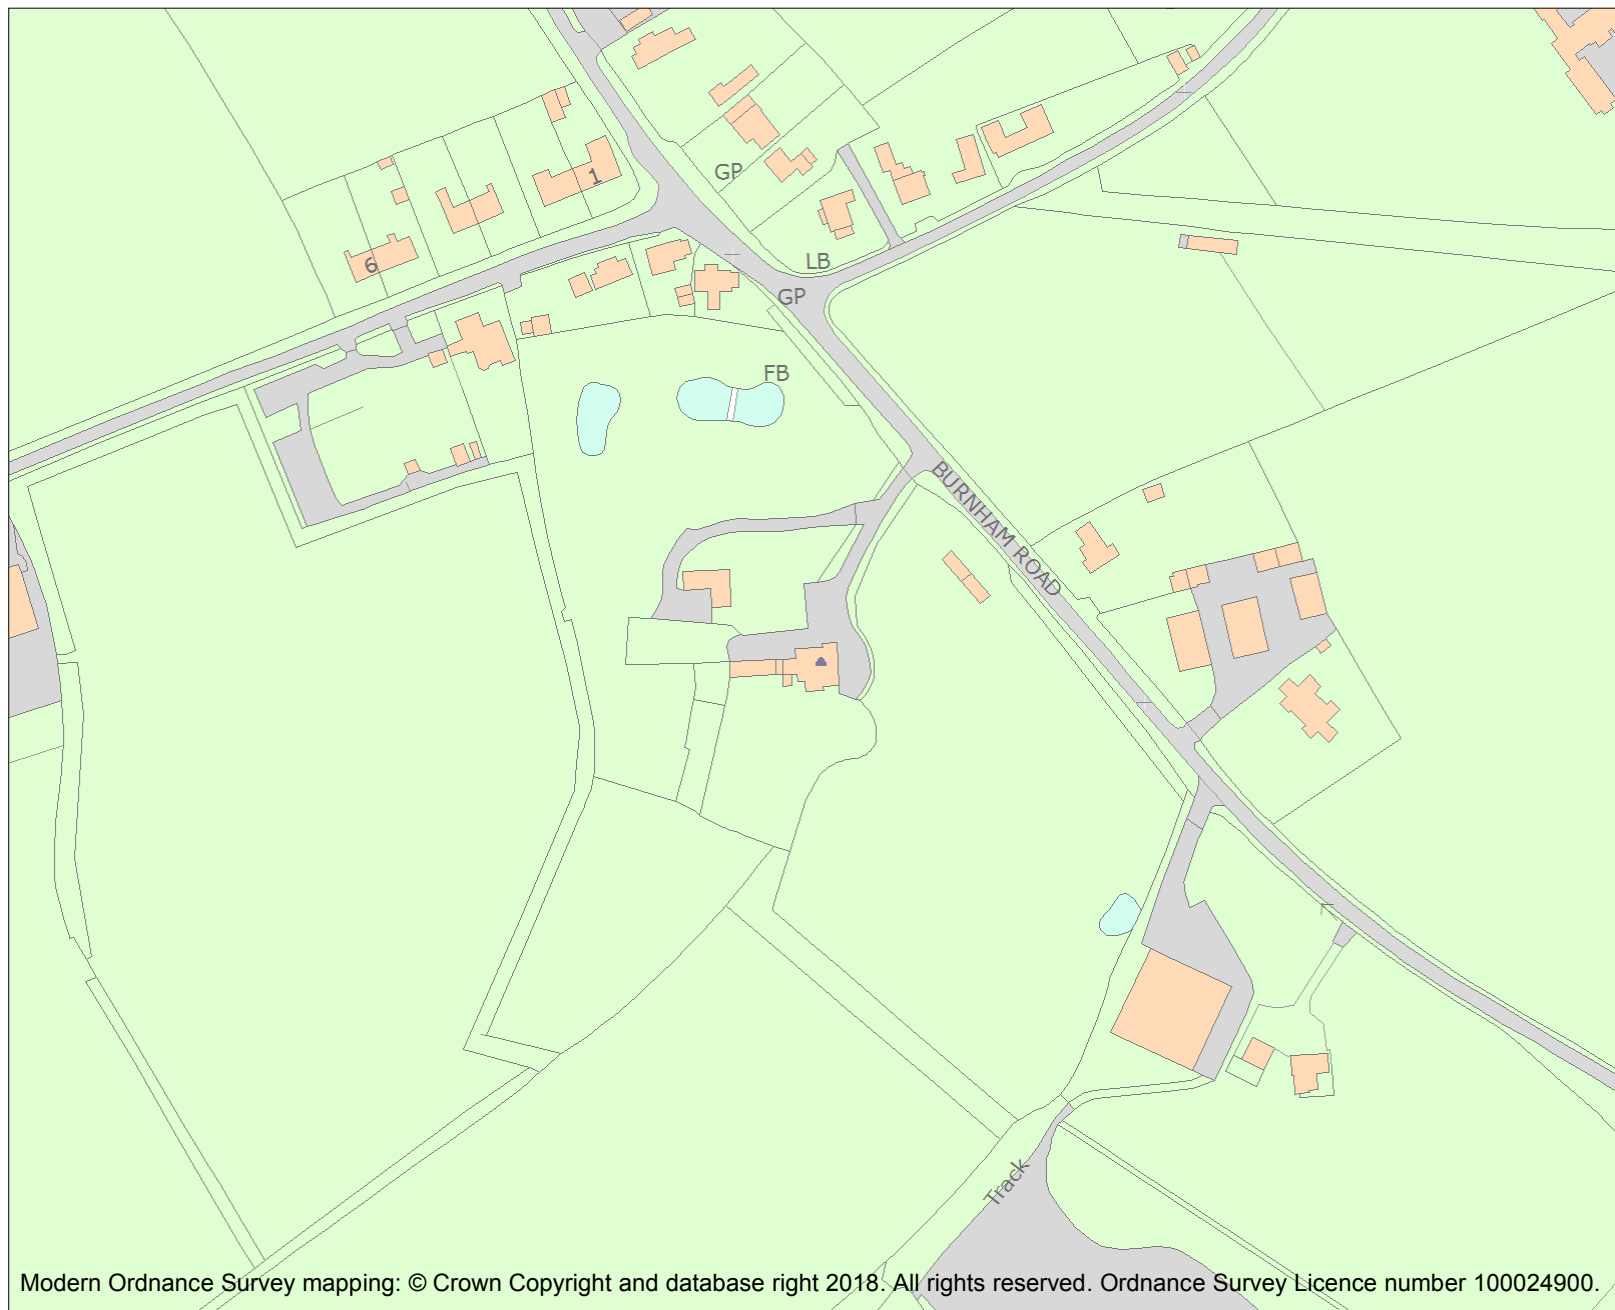 GP
1
LB
6
GP
FB
BURNHAM ROAD
Track
Modern Ordnance Survey mapping: © Crown Copyright and database right 2018. All rights reserved. Ordnance Survey Licence number 100024900.